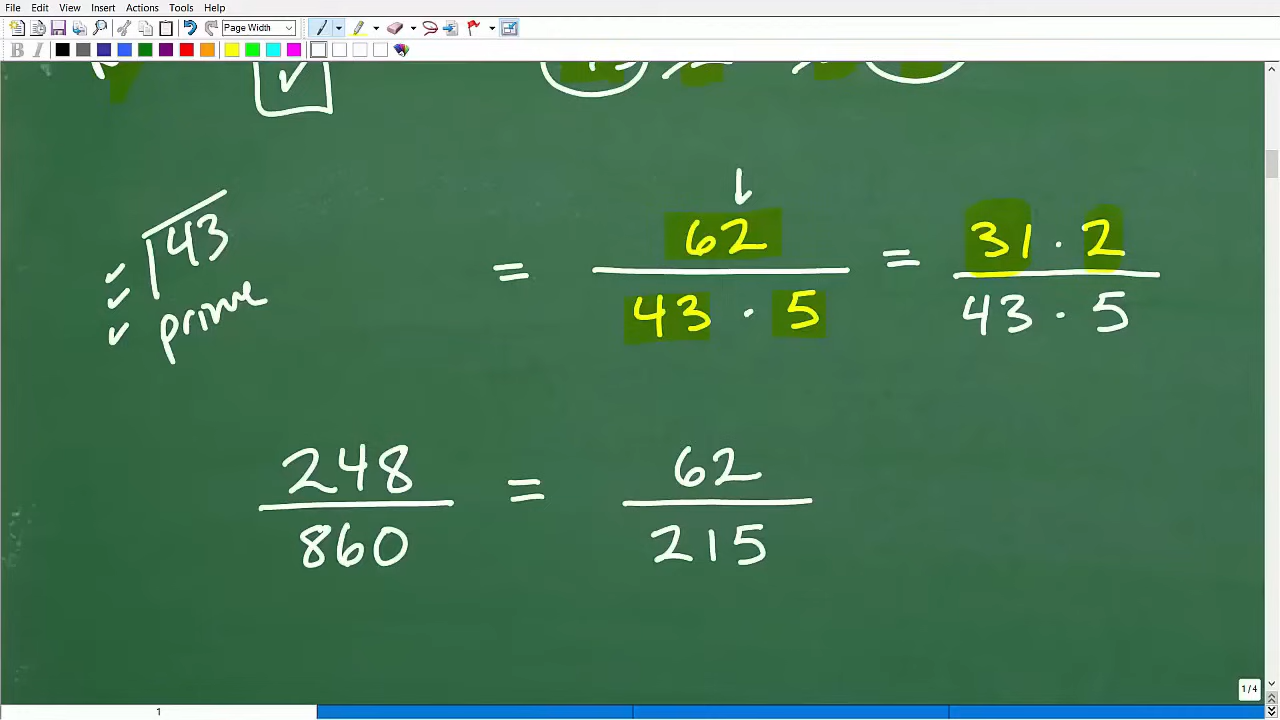 File Edit View Insert Actions Tools Help
Page Width
B I
62 31 · 2
= =
43 · 5 43 · 5
43
prime
248 62
=
860 215
1/4
1